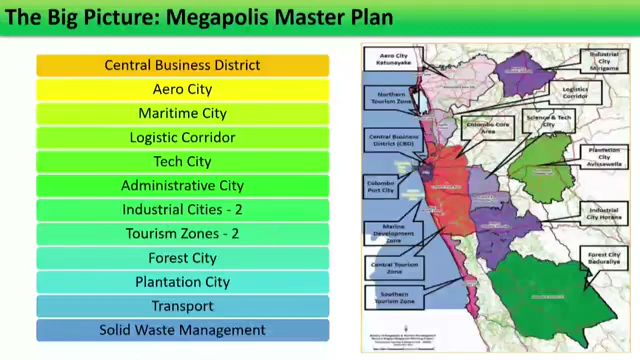 The Big Picture: Megapolis Master Plan
Central Business District
Aero City
Maritime City
Logistic Corridor
Tech City
Administrative City
Industrial Cities - 2
Tourism Zones - 2
Forest City
Plantation City
Transport
Solid Waste Management
Aero City
Katunayake
Industrial
City
Mirigama
Northern
Tourism Zone
Logistics
Corridor
Colombo Core
Area
Science & Tech
City
Central Business
District (CBD)
Plantation
City
Avissawella
Colombo
Port City
Industrial
City Horana
Marine
Development
Zone
Central Tourism
Zone
Forest City
Baduraliya
Southern
Tourism Zone